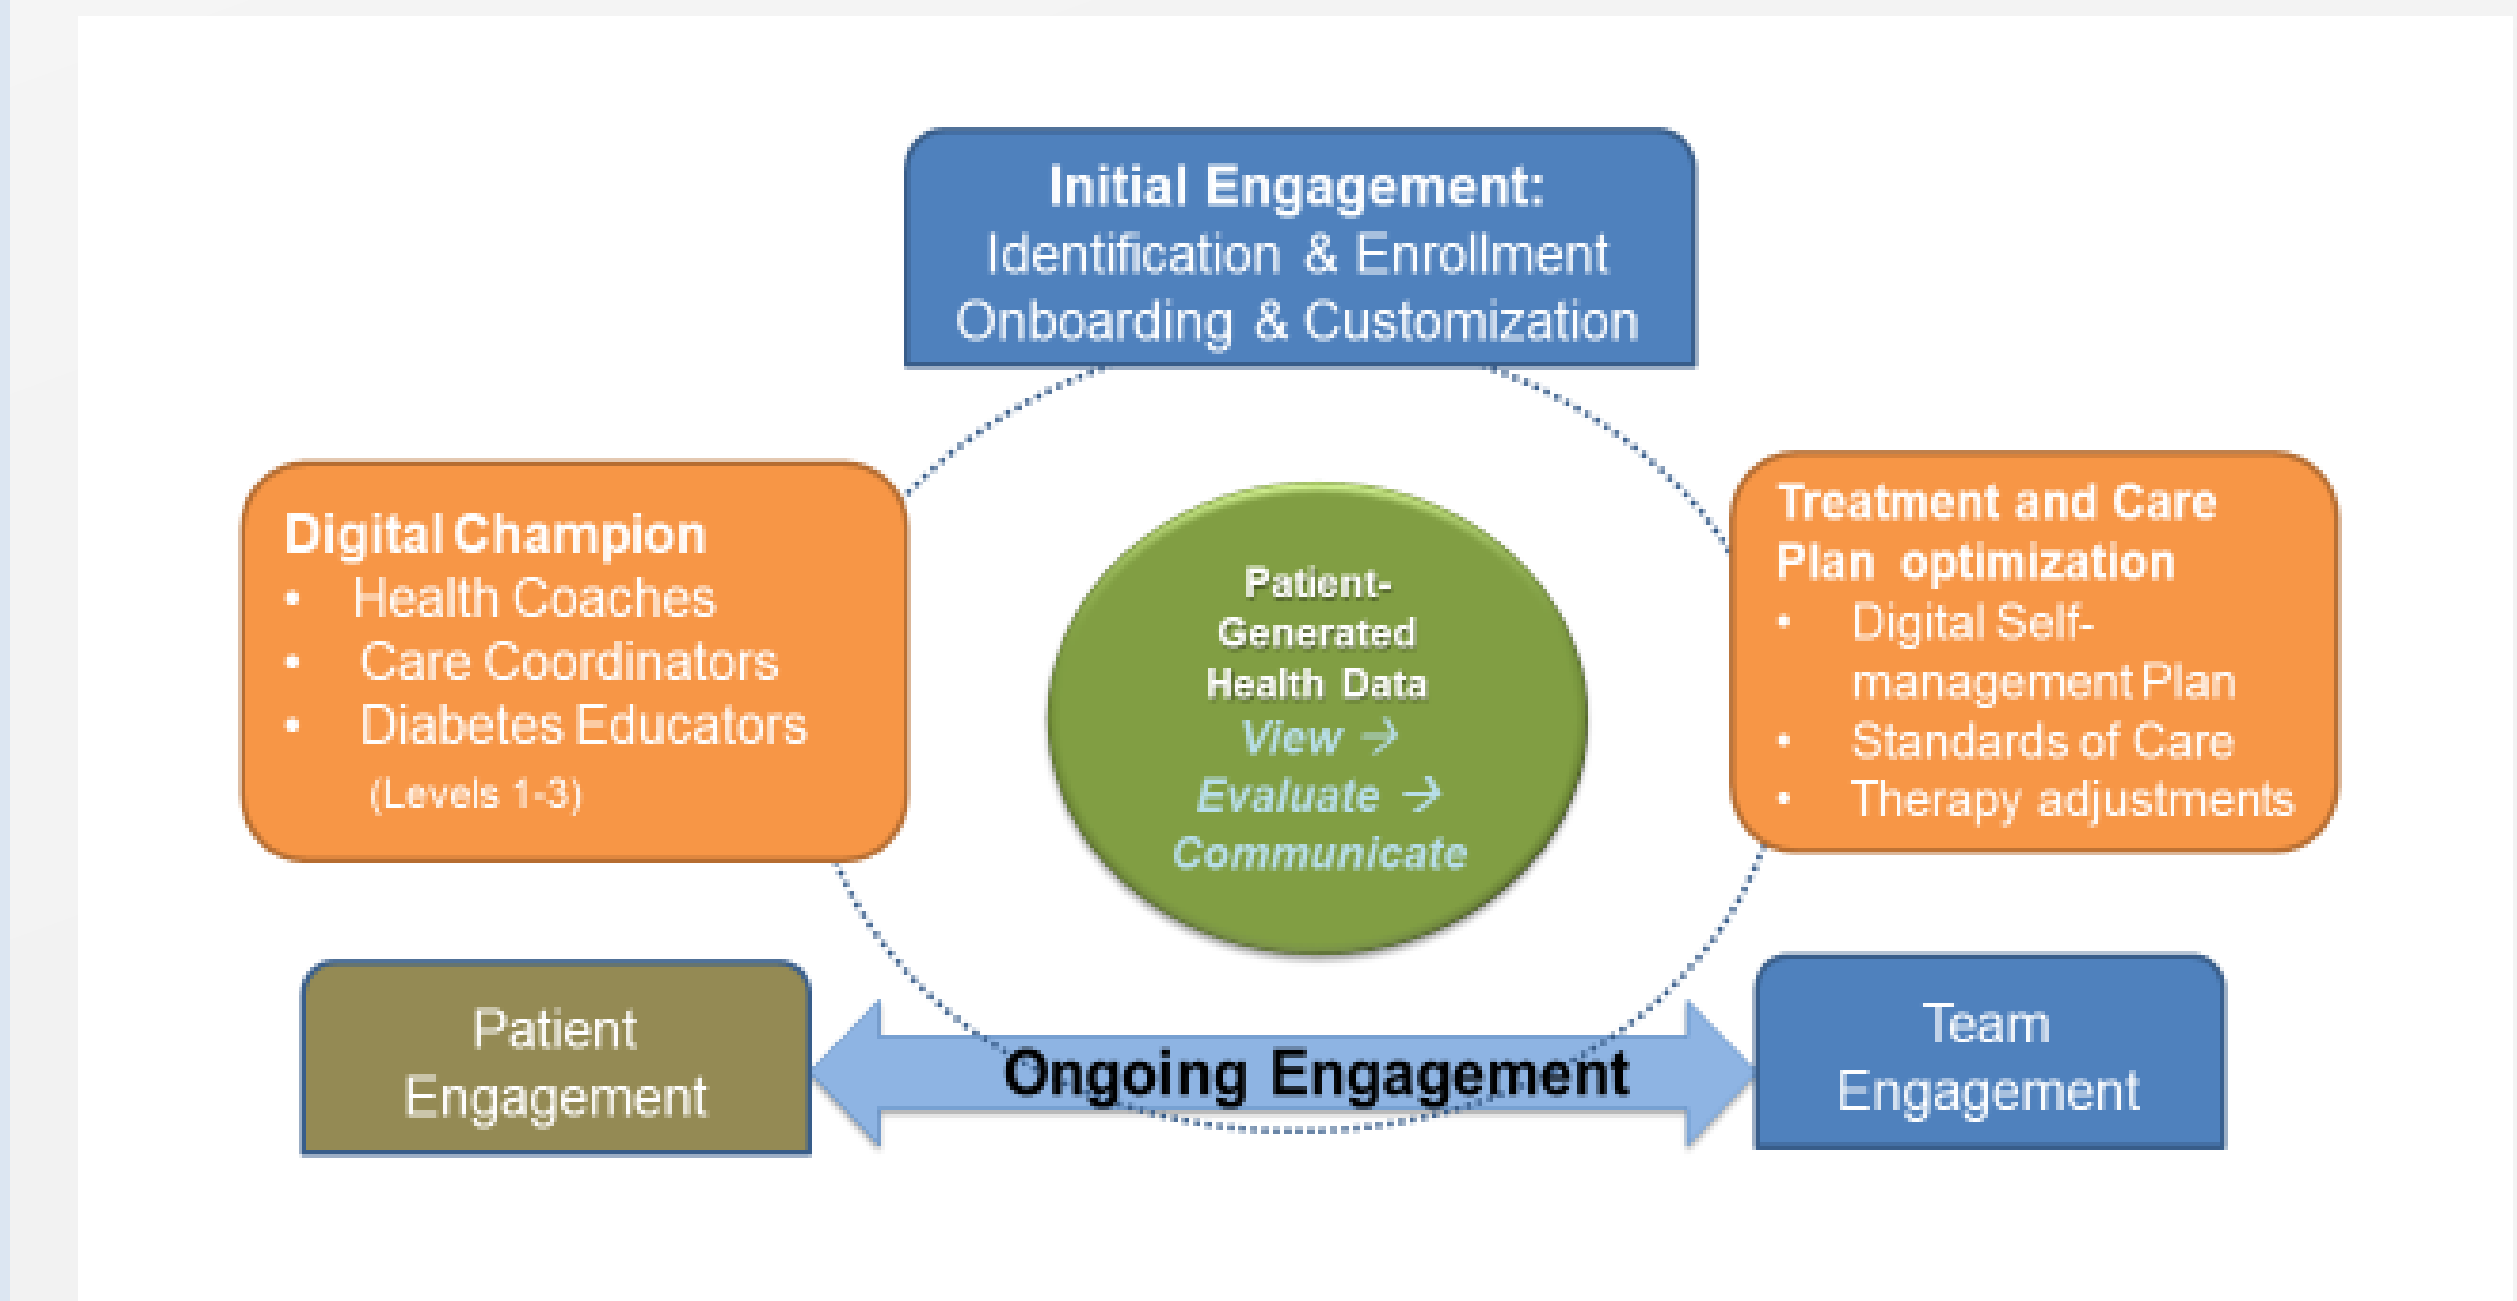 Initial Engagement:
Identification & Enrollment
Onboarding & Customization
Digital Champion
• Health Coaches
• Care Coordinators
• Diabetes Educators
(Levels 1-3)
Patient-
Generated
Health Data
View →
Evaluate →
Communicate
Treatment and Care
Plan optimization
• Digital Self-
management Plan
• Standards of Care
• Therapy adjustments
Patient
Engagement
Ongoing Engagement
Team
Engagement